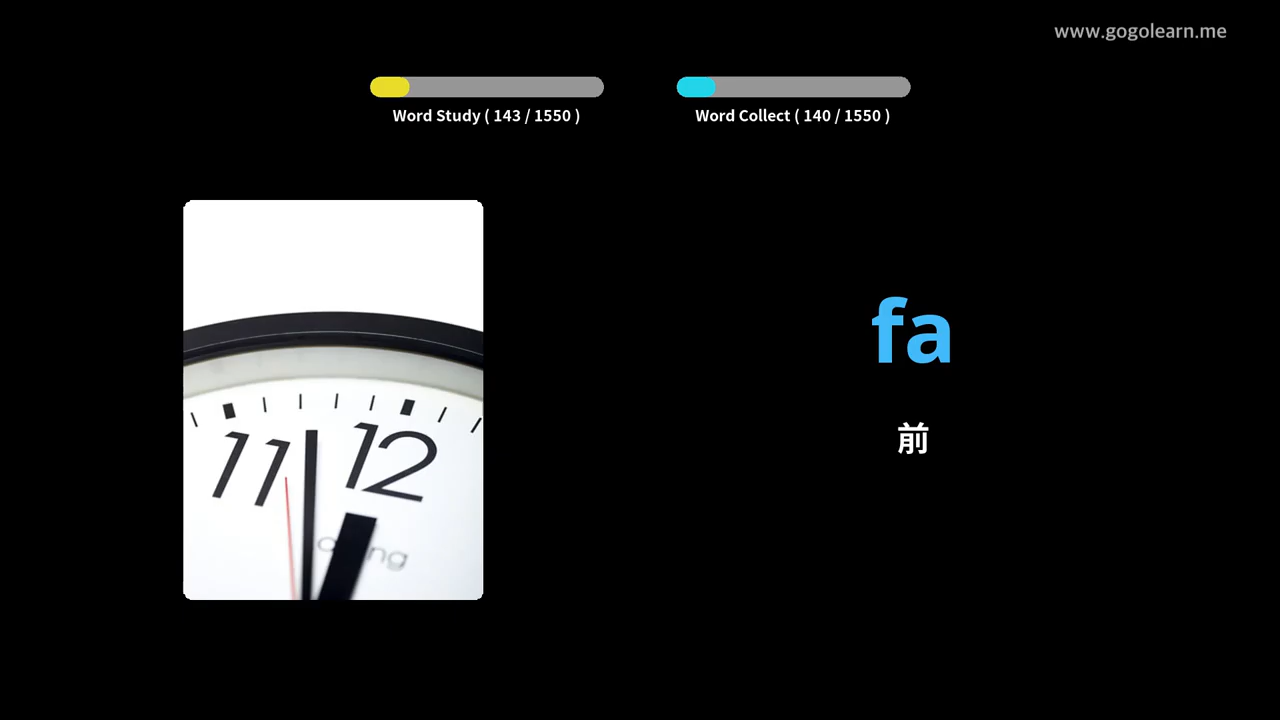 www.gogolearn.me
Word Study ( 143 / 1550 )
Word Collect ( 140 / 1550 )
11 12
fa
前